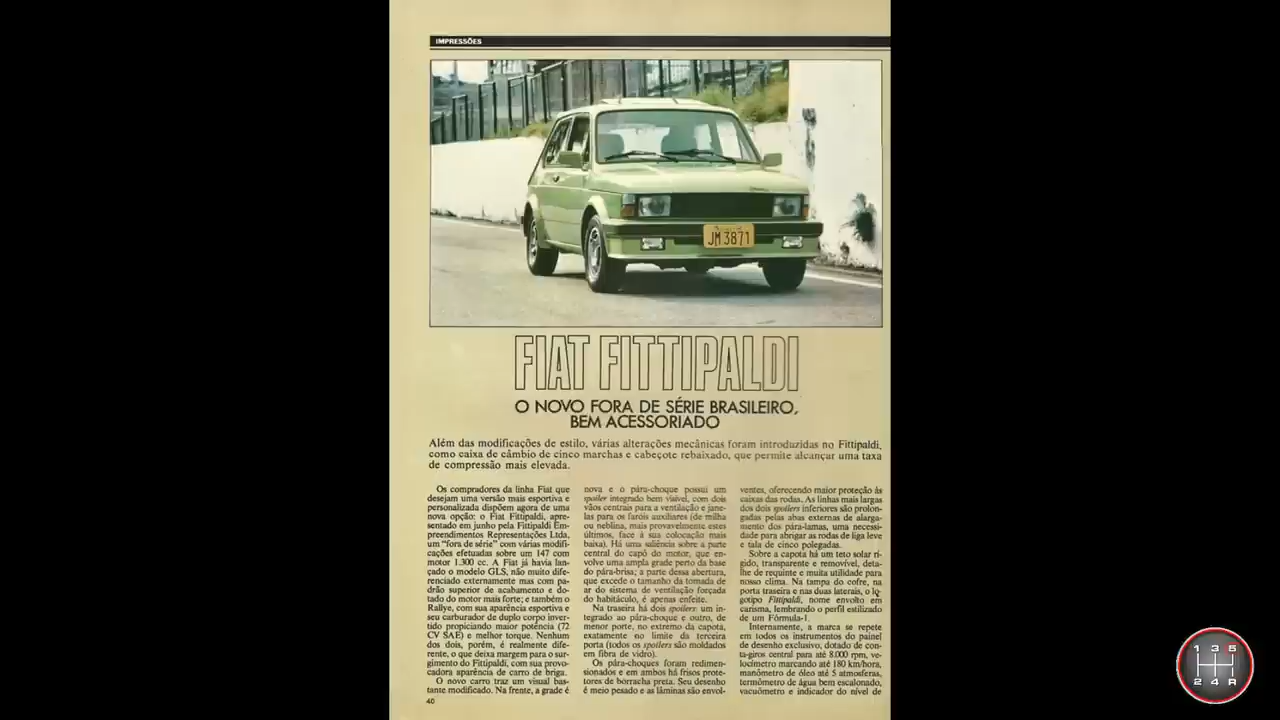 IMPRESSÕES
JM 3871
FIAT FITTIPALDI
O NOVO FORA DE SÉRIE BRASILEIRO,
BEM ACESSORIADO
Além das modificações de estilo, várias alterações mecânicas foram introduzidas no Fittipaldi,
como caixa de câmbio de cinco marchas e cabeçote rebaixado, que permite alcançar uma taxa
de compressão mais elevada.
Os compradores da linha Fiat que
desejam uma versão mais esportiva e
personalizada dispõem agora de uma
nova opção: o Fiat Fittipaldi, apre-
sentado em junho pela Fittipaldi Em-
preendimentos Representações Ltda,
um "fora de série" com várias modifi-
cações efetuadas sobre um 147 com
motor 1.300 cc. A Fiat já havia lan-
çado o modelo GLS, não muito dife-
renciado externamente mas com pa-
drão superior de acabamento e do-
tado do motor mais forte; e também o
Rallye, com sua aparência esportiva e
seu carburador de duplo corpo inver-
tido propiciando maior potência (72
CV SAE) e melhor torque. Nenhum
dos dois, porém, é realmente dife-
rente, o que deixa margem para o sur-
gimento do Fittipaldi, com sua provo-
cadora aparência de carro de briga.
O novo carro traz um visual bas-
tante modificado. Na frente, a grade é
40
nova e o pára-choque possui um
spoiler integrado bem visível, com dois
vãos centrais para a ventilação e jane-
las para os faróis auxiliares (de milha
ou neblina, mais provavelmente estes
últimos, face à sua colocação mais
baixa). Há uma saliência sobre a parte
central do capô do motor, que en-
volve uma ampla grade perto da base
do pára-brisa; a parte dessa abertura,
que excede o tamanho da tomada de
ar do sistema de ventilação forçada
do habitáculo, é apenas enfeite.
Na traseira há dois spoilers: um in-
tegrado ao pára-choque e outro, de
menor porte, no extremo da capota,
exatamente no limite da terceira
porta (todos os spoilers são moldados
em fibra de vidro).
Os pára-choques foram redimen-
sionados e em ambos há frisos prote-
tores de borracha preta. Seu desenho
é meio pesado e as lâminas são envol-
ventes, oferecendo maior proteção às
caixas das rodas. As linhas mais largas
dos dois spoilers inferiores são prolon-
gadas pelas abas externas de alarga-
mento dos pára-lamas, uma necessi-
dade para abrigar as rodas de liga leve
e tala de cinco polegadas.
Sobre a capota há um teto solar rí-
gido, transparente e removível, deta-
lhe de requinte e muita utilidade para
nosso clima. Na tampa do cofre, na
porta traseira e nas duas laterais, o lo-
gotipo Fittipaldi, nome envolto em
carisma, lembrando o perfil estilizado
de um Fórmula-1.
Internamente, a marca se repete
em todos os instrumentos do painel
de desenho exclusivo, dotado de con-
ta-giros central para até 8.000 rpm, ve-
locímetro marcando até 180 km/hora,
manômetro de óleo até 5 atmosferas,
termômetro de água bem escalonado,
vacuômetro e indicador do nível de
1 3 5
2 4 R